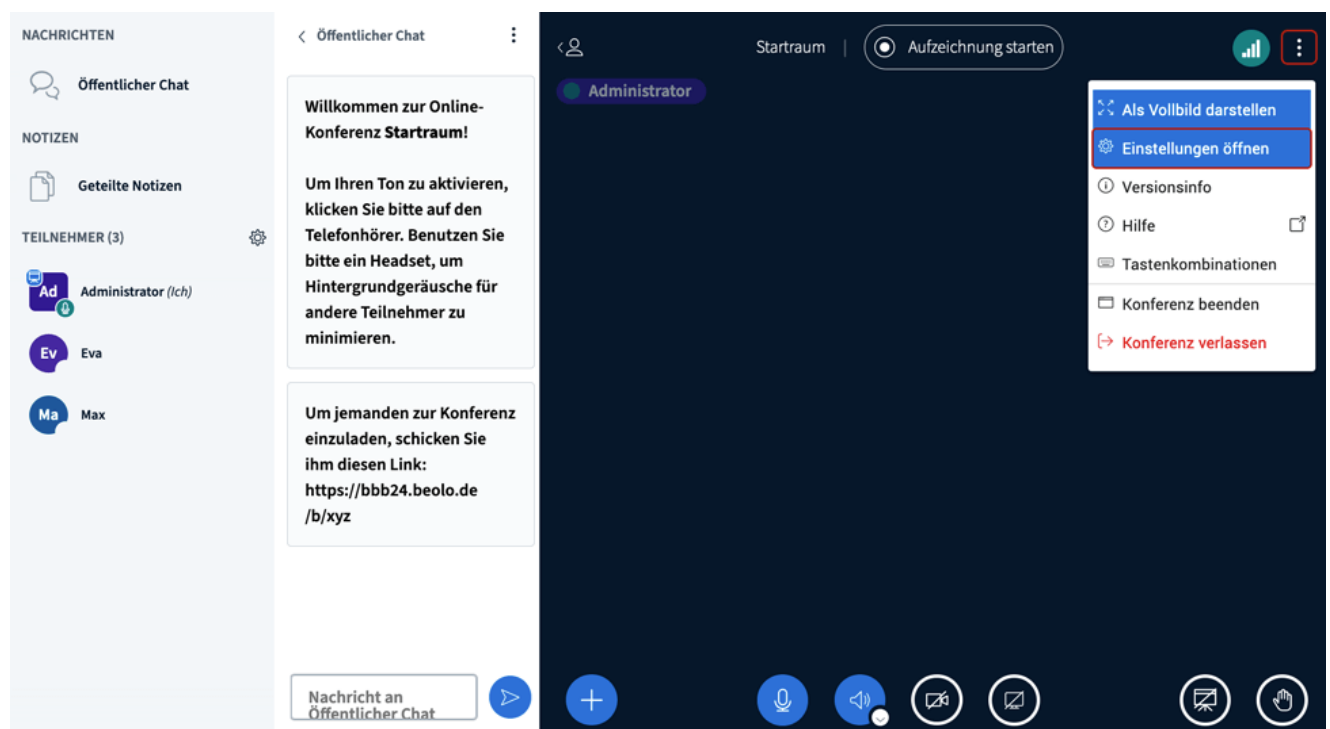 NACHRICHTEN
Öffentlicher Chat
NOTIZEN
Geteilte Notizen
TEILNEHMER (3)
Ad
Administrator (Ich)
Ev
Eva
Ma
Max
Öffentlicher Chat
Willkommen zur Online-
Konferenz Startraum!
Um Ihren Ton zu aktivieren,
klicken Sie bitte auf den
Telefonhörer. Benutzen Sie
bitte ein Headset, um
Hintergrundgeräusche für
andere Teilnehmer zu
minimieren.
Um jemanden zur Konferenz
einzuladen, schicken Sie
ihm diesen Link:
https://bbb24.beolo.de
/b/xyz
Nachricht an
Öffentlicher Chat
Startraum | Aufzeichnung starten
Administrator
Als Vollbild darstellen
Einstellungen öffnen
Versionsinfo
Hilfe
Tastenkombinationen
Konferenz beenden
Konferenz verlassen